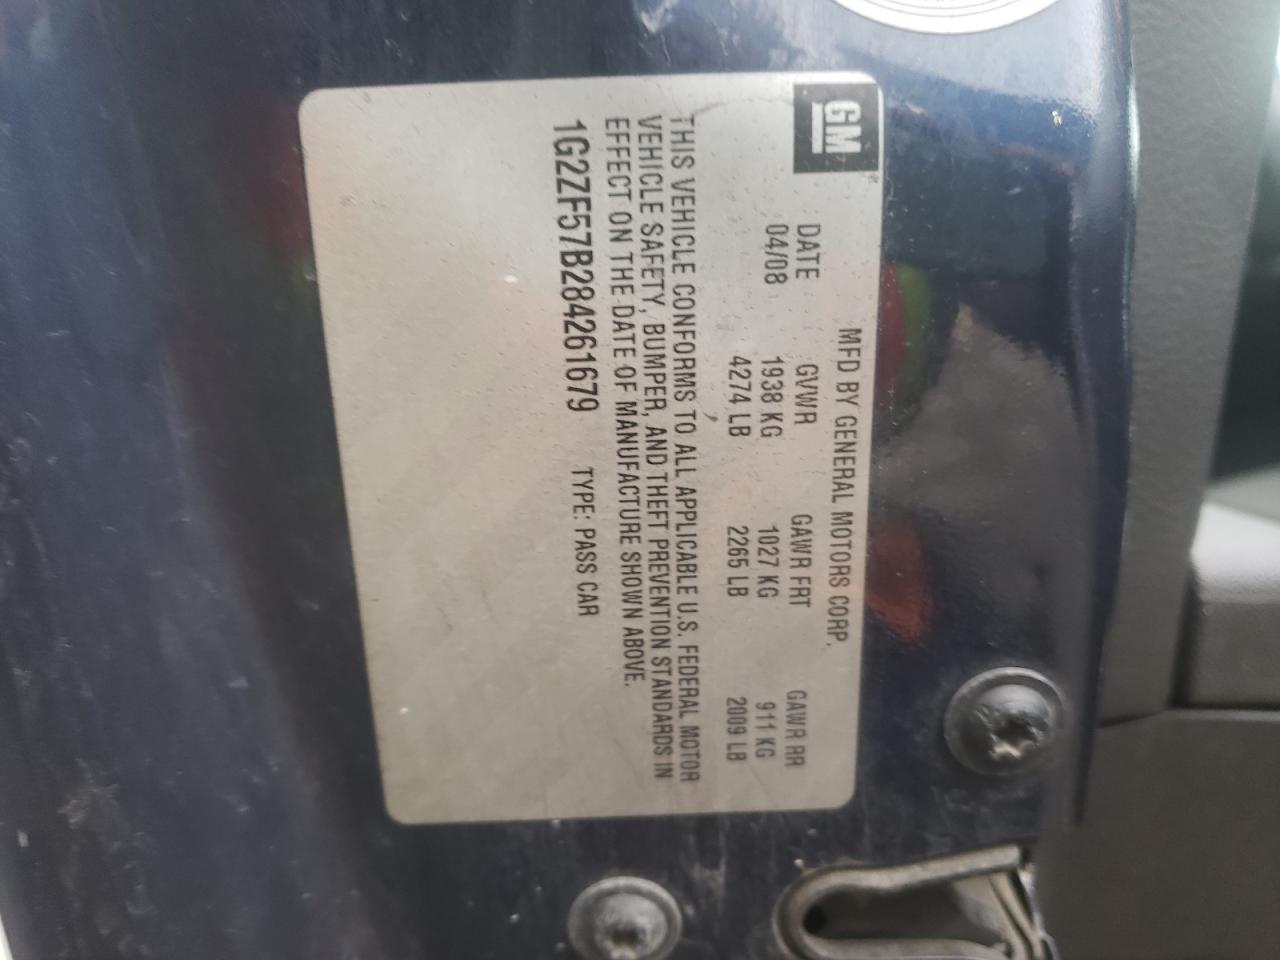 GM
MFD BY GENERAL MOTORS CORP.
DATE GVWR GAWR FRT GAWR RR
04/08 1938 KG 1027 KG 911 KG
4274 LB 2265 LB 2009 LB
THIS VEHICLE CONFORMS TO ALL APPLICABLE U.S. FEDERAL MOTOR
VEHICLE SAFETY, BUMPER, AND THEFT PREVENTION STANDARDS IN
EFFECT ON THE DATE OF MANUFACTURE SHOWN ABOVE.
1G2ZF57B284261679 TYPE: PASS CAR